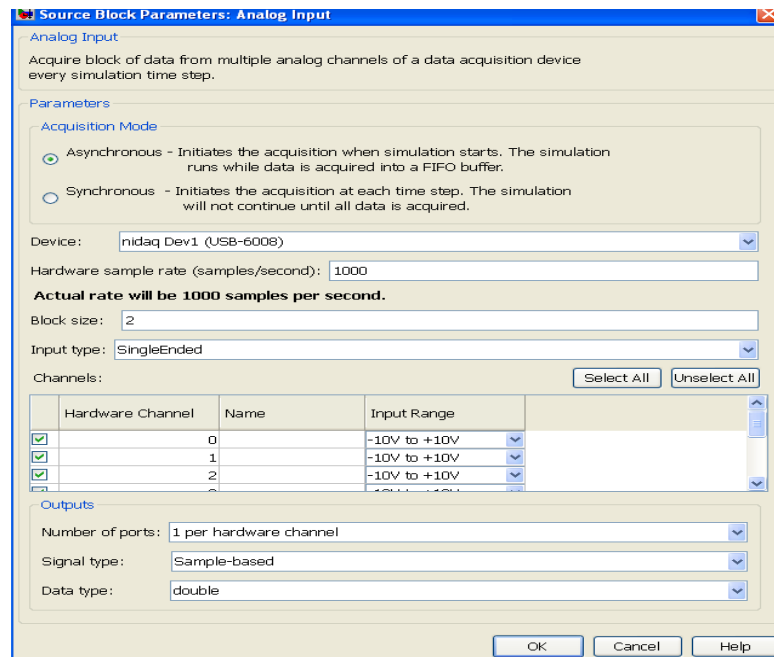 Source Block Parameters: Analog Input
Analog Input
Acquire block of data from multiple analog channels of a data acquisition device
every simulation time step.
Parameters
Acquisition Mode
Asynchronous - Initiates the acquisition when simulation starts. The simulation
runs while data is acquired into a FIFO buffer.
Synchronous - Initiates the acquisition at each time step. The simulation
will not continue until all data is acquired.
Device: nidaq Dev1 (USB-6008)
Hardware sample rate (samples/second): 1000
Actual rate will be 1000 samples per second.
Block size: 2
Input type: SingleEnded
Channels: Select All Unselect All
Hardware Channel Name Input Range
0 -10V to +10V
1 -10V to +10V
2 -10V to +10V
Outputs
Number of ports: 1 per hardware channel
Signal type: Sample-based
Data type: double
OK Cancel Help